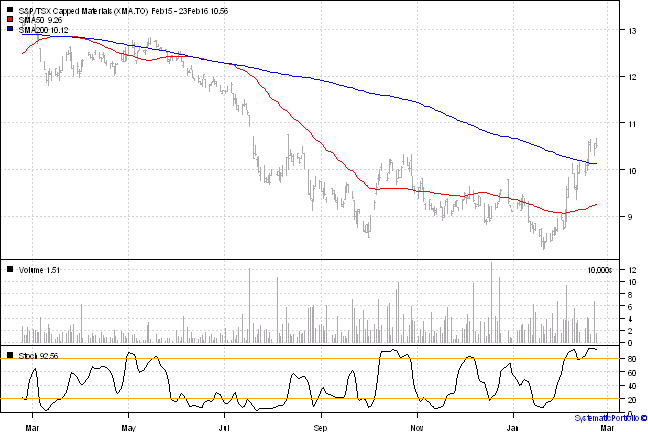 S&P/TSX Capped Materials (XMA.TO) Feb15 - 23Feb16 10.56
SMA50 9.26
SMA200 10.12
13
12
11
10
9
Volume 1.51
10,000s
12
10
8
6
4
2
0
Stoch 92.56
80
60
40
20
0
Mar
May
Jul
Sep
Nov
Jan
Mar
SystematicPortfolio ©